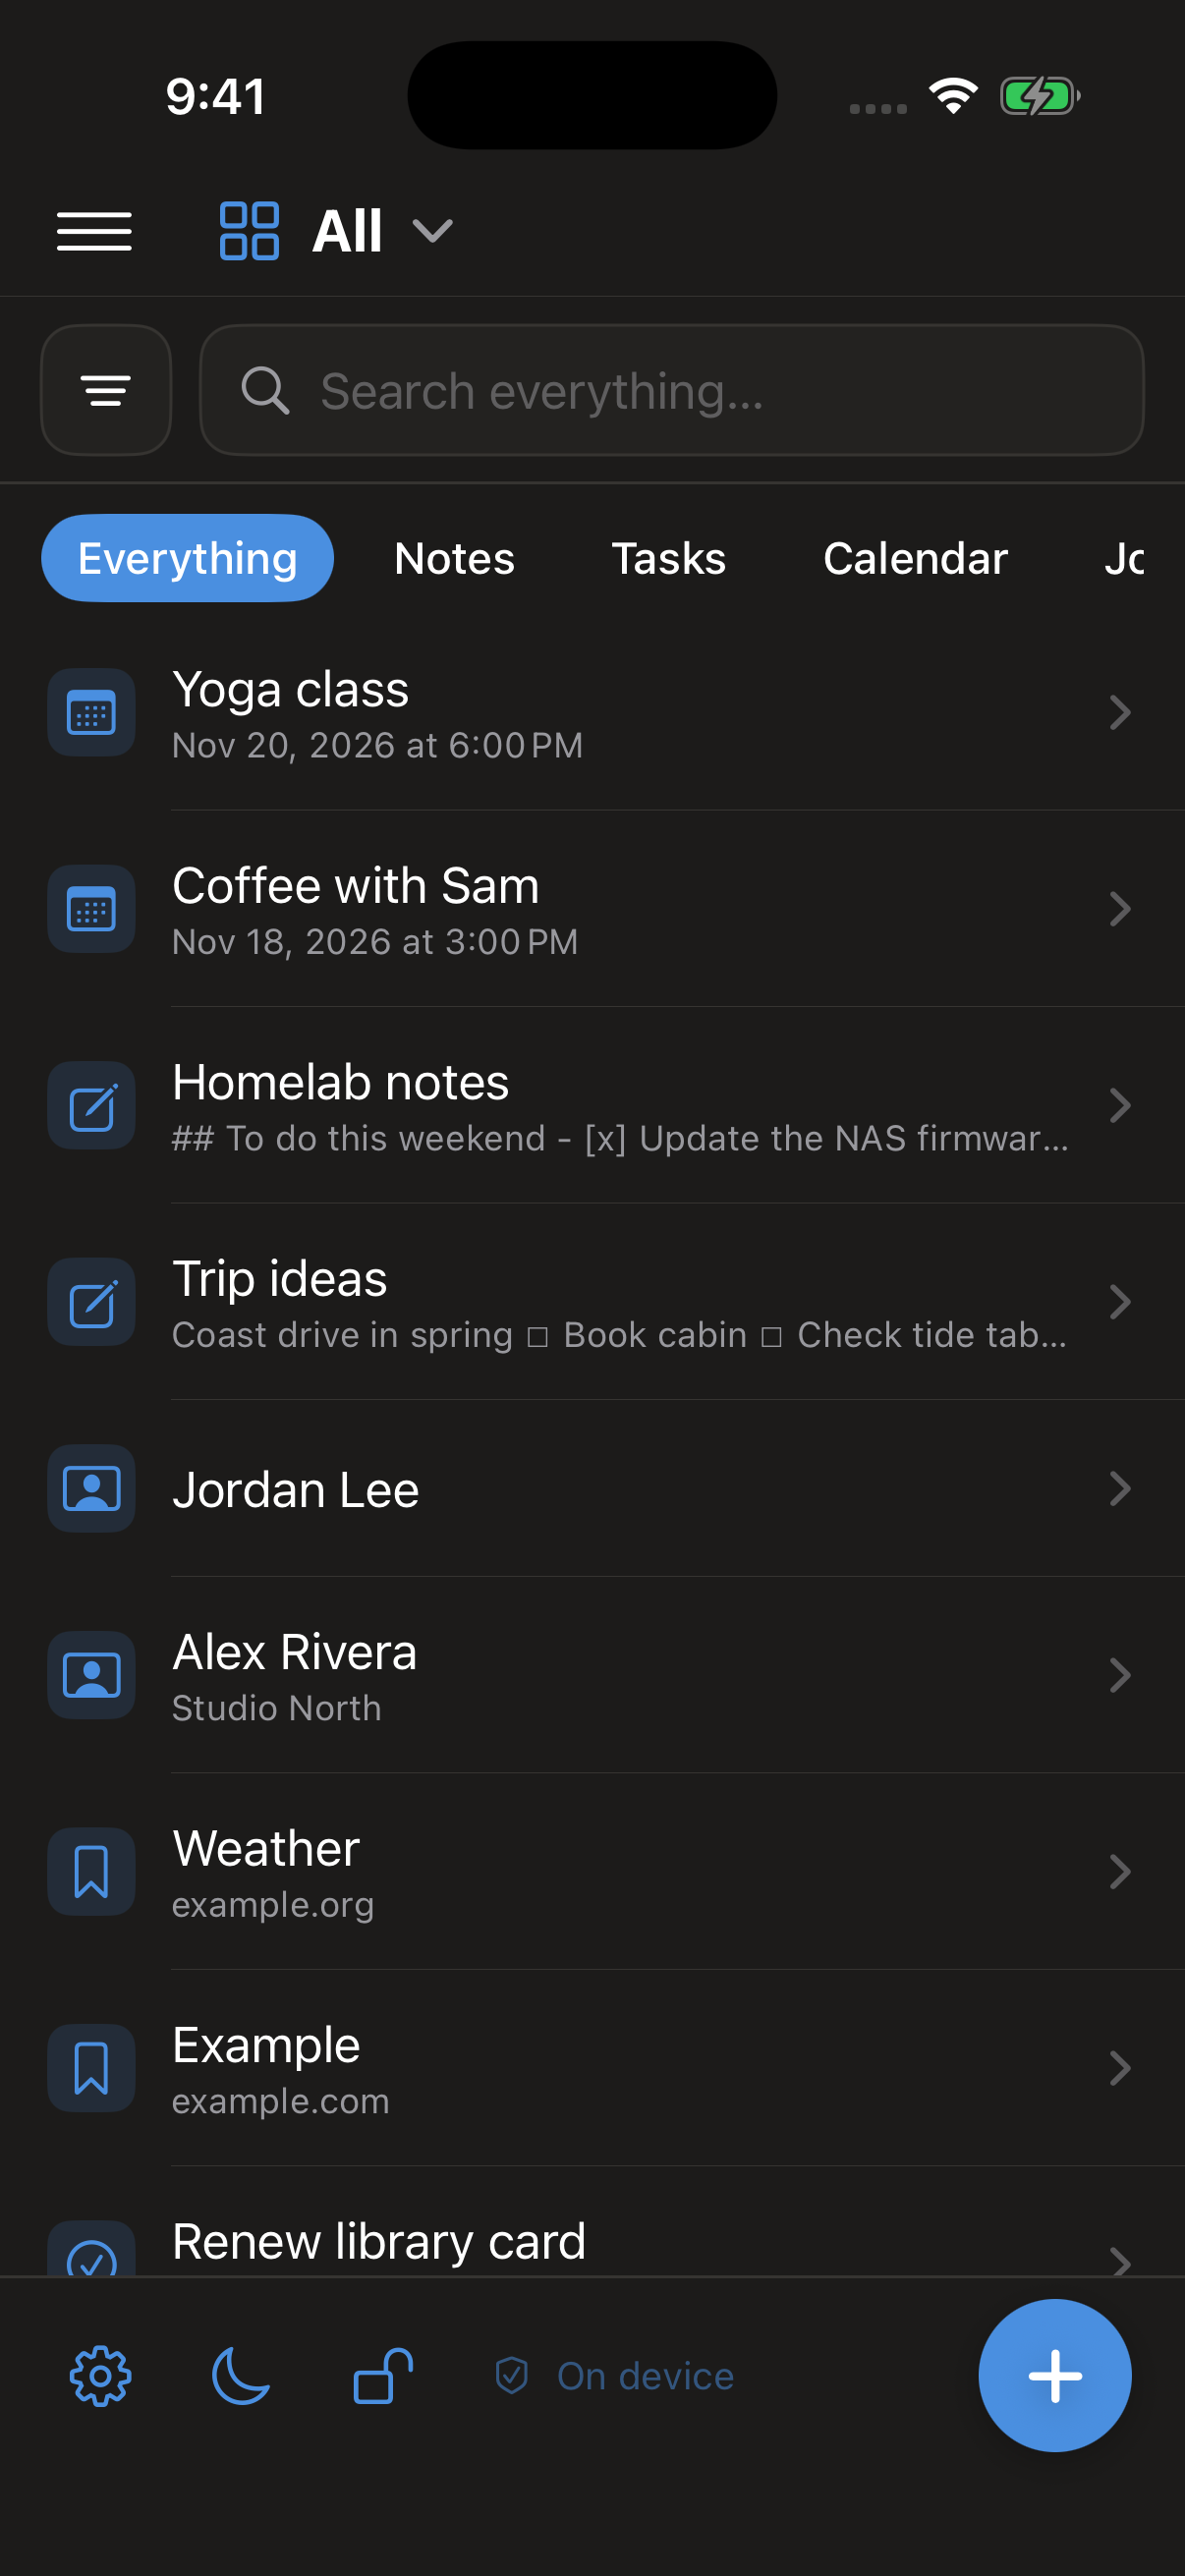 9:41
All
Search everything...
Everything Notes Tasks Calendar
Yoga class
Nov 20, 2026 at 6:00 PM
Coffee with Sam
Nov 18, 2026 at 3:00 PM
Homelab notes
## To do this weekend - [x] Update the NAS firmwar...
Trip ideas
Coast drive in spring □ Book cabin □ Check tide tab...
Jordan Lee
Alex Rivera
Studio North
Weather
example.org
Example
example.com
Renew library card
On device